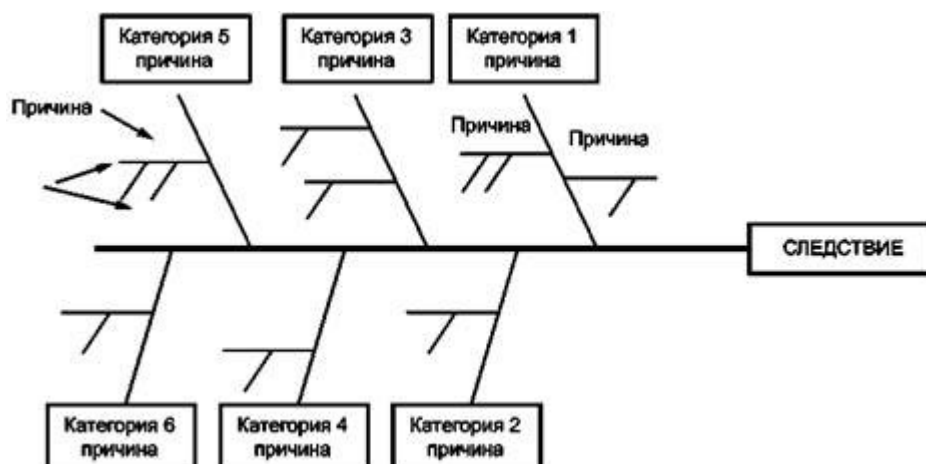 Категория 5
причина
Категория 3
причина
Категория 1
причина
Причина
Причина
Причина
СЛЕДСТВИЕ
Категория 6
причина
Категория 4
причина
Категория 2
причина